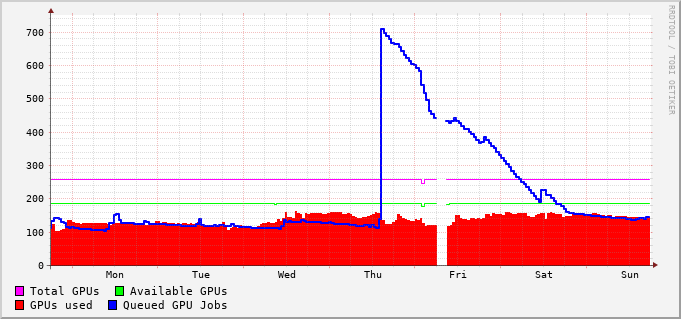 700
600
500
400
300
200
100
0
Mon Tue Wed Thu Fri Sat Sun
Total GPUs Available GPUs
GPUs used Queued GPU Jobs
RRDTOOL / TOBI OETIKER